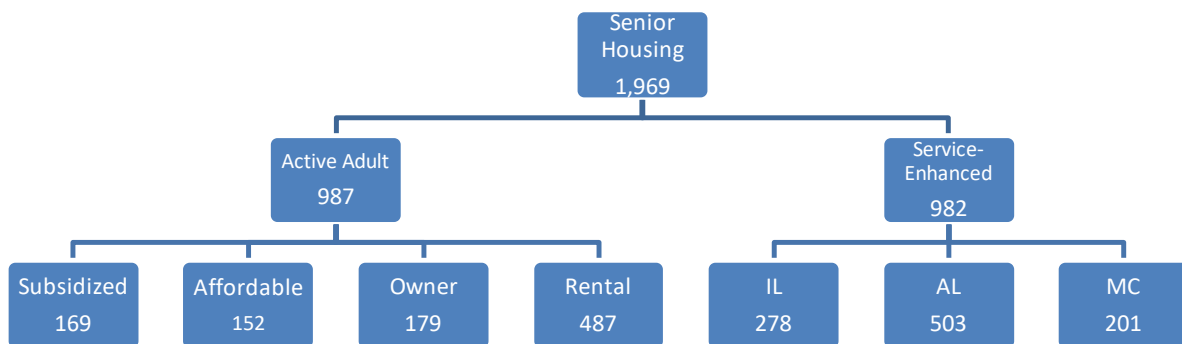 Senior
Housing
1,969
Active Adult
987
Service-
Enhanced
982
Subsidized
169
Affordable
152
Owner
179
Rental
487
IL
278
AL
503
MC
201